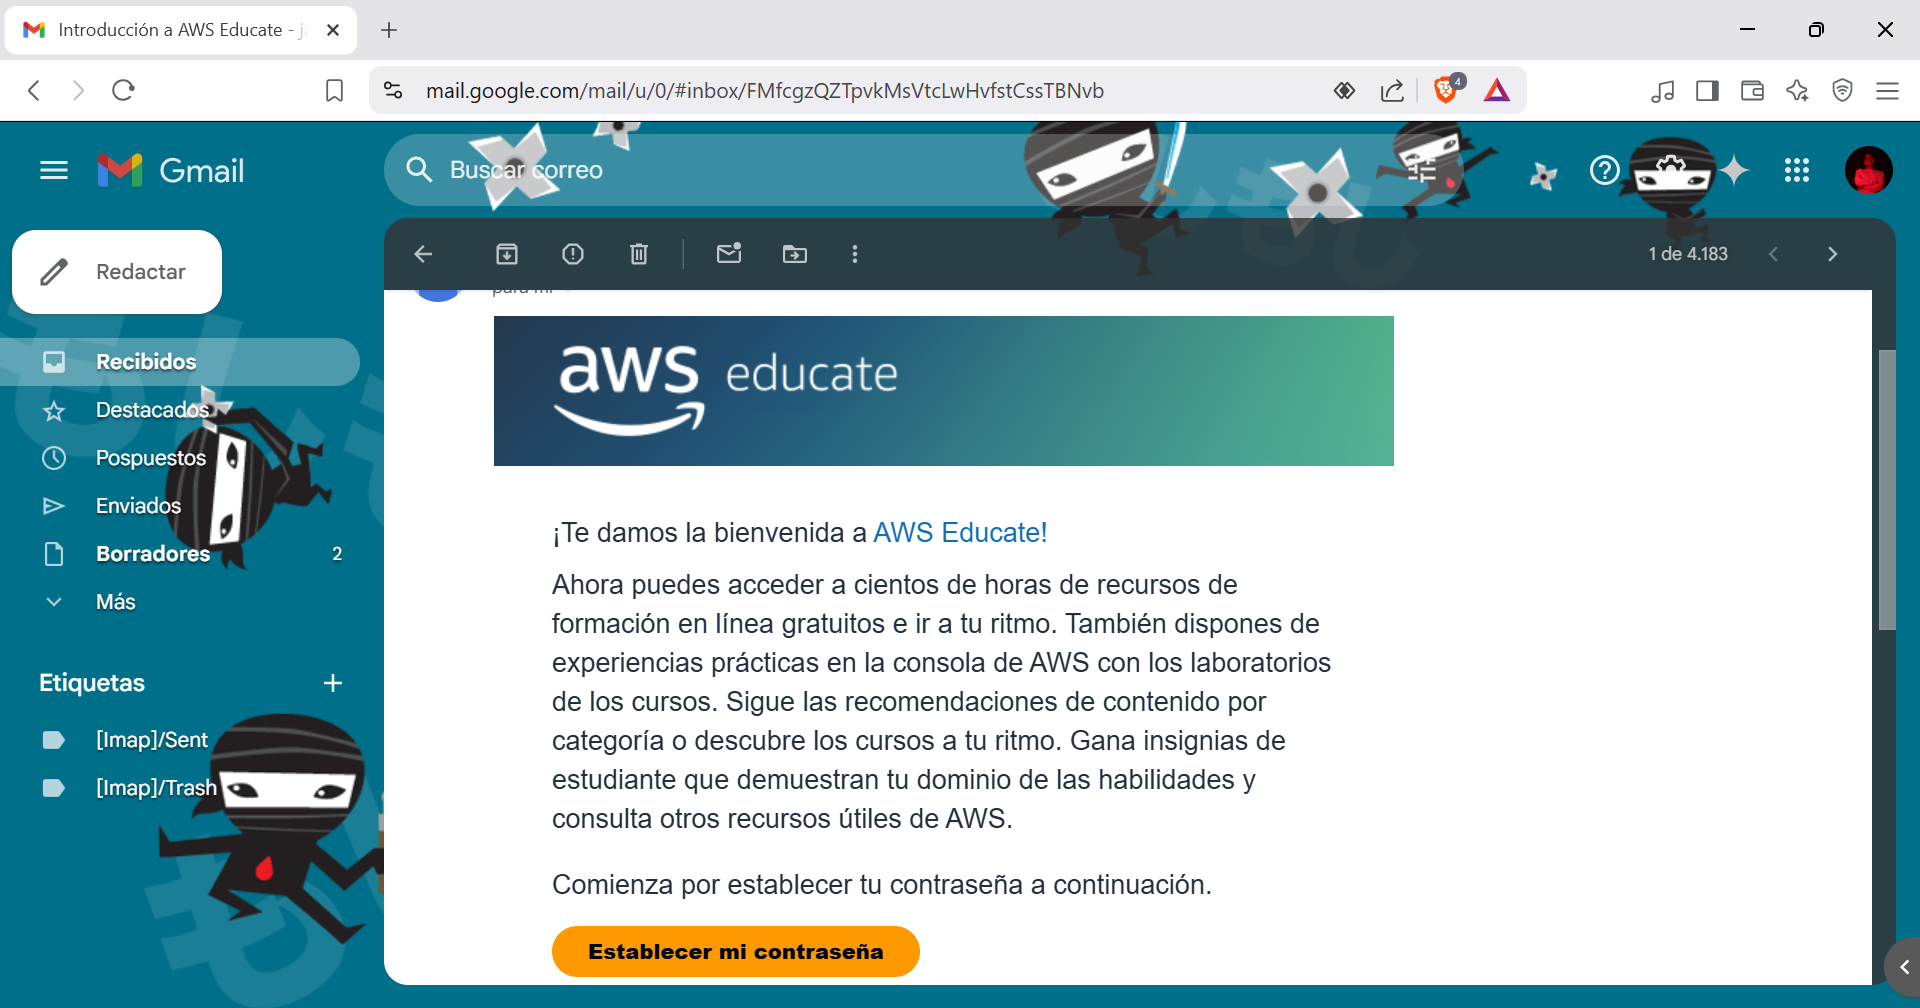 Introducción a AWS Educate -
mail.google.com/mail/u/0/#inbox/FMfcgzQZTpvkMsVtcLwHvfstCssTBNvb
4
Gmail
Buscar correo
Redactar
1 de 4.183
Recibidos
Destacados
Pospuestos
Enviados
Borradores 2
Más
Etiquetas
[Imap]/Sent
[Imap]/Trash
para mí
aws educate
¡Te damos la bienvenida a AWS Educate!
Ahora puedes acceder a cientos de horas de recursos de
formación en línea gratuitos e ir a tu ritmo. También dispones de
experiencias prácticas en la consola de AWS con los laboratorios
de los cursos. Sigue las recomendaciones de contenido por
categoría o descubre los cursos a tu ritmo. Gana insignias de
estudiante que demuestran tu dominio de las habilidades y
consulta otros recursos útiles de AWS.
Comienza por establecer tu contraseña a continuación.
Establecer mi contraseña